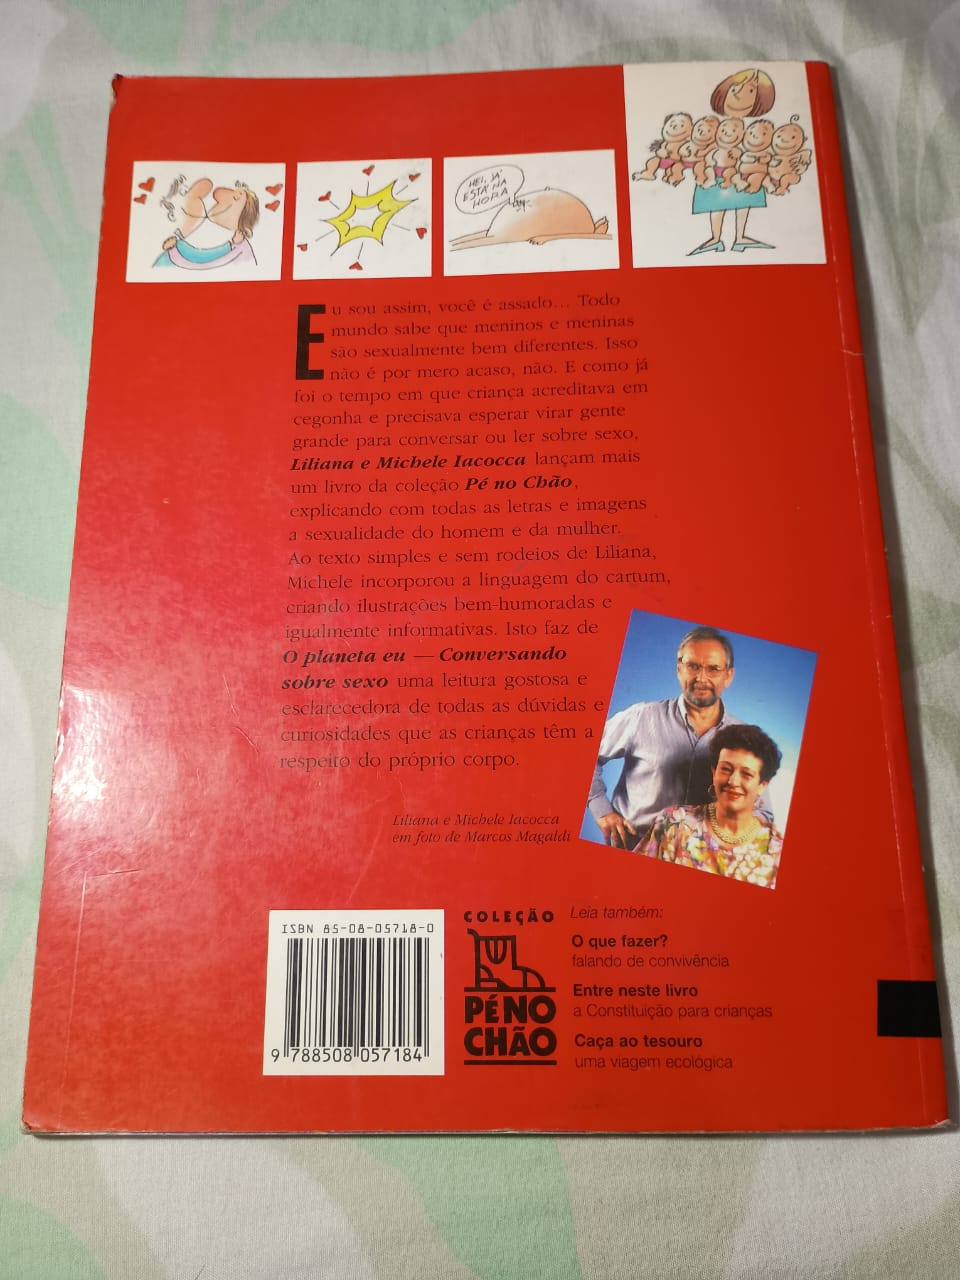 HEI, JÁ
ESTÁ NA
HORA
Eu sou assim, você é assado... Todo
mundo sabe que meninos e meninas
são sexualmente bem diferentes. Isso
não é por mero acaso, não. E como já
foi o tempo em que criança acreditava em
cegonha e precisava esperar virar gente
grande para conversar ou ler sobre sexo,
Liliana e Michele Iacocca lançam mais
um livro da coleção Pé no Chão,
explicando com todas as letras e imagens
a sexualidade do homem e da mulher.
Ao texto simples e sem rodeios de Liliana,
Michele incorporou a linguagem do cartum,
criando ilustrações bem-humoradas e
igualmente informativas. Isto faz de
O planeta eu — Conversando
sobre sexo uma leitura gostosa e
esclarecedora de todas as dúvidas e
curiosidades que as crianças têm a
respeito do próprio corpo.
Liliana e Michele Iacocca
em foto de Marcos Magaldi
ISBN 85-08-05718-0
9 788508 057184
COLEÇÃO
PÉ NO
CHÃO
Leia também:
O que fazer?
falando de convivência
Entre neste livro
a Constituição para crianças
Caça ao tesouro
uma viagem ecológica